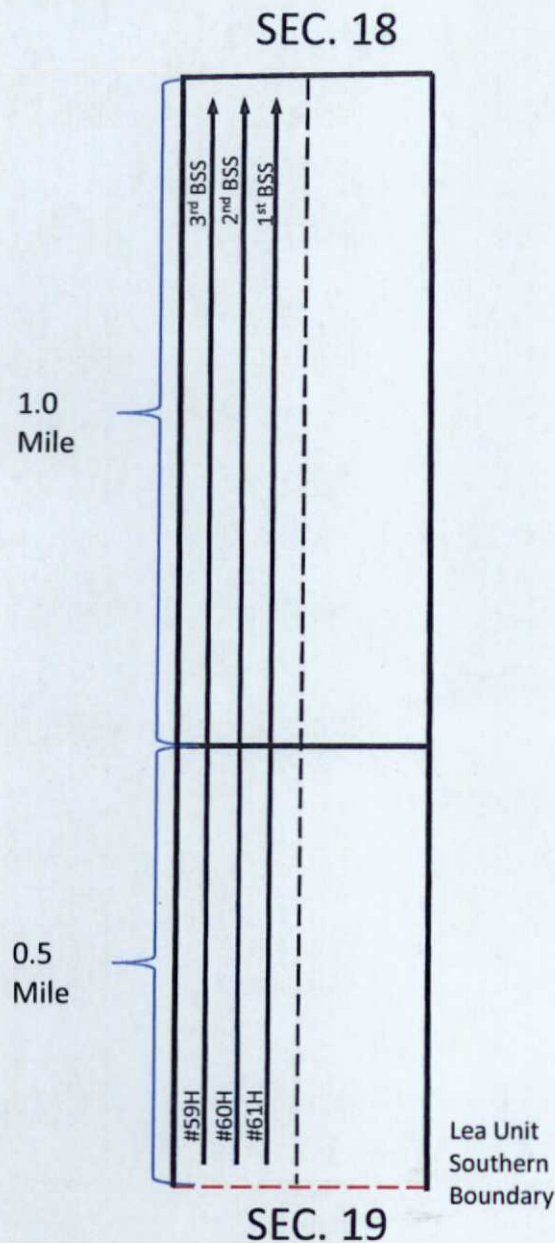 SEC. 18
3rd BSS
2nd BSS
1st BSS
1.0
Mile
0.5
Mile
#59H
#60H
#61H
Lea Unit
Southern
Boundary
SEC. 19